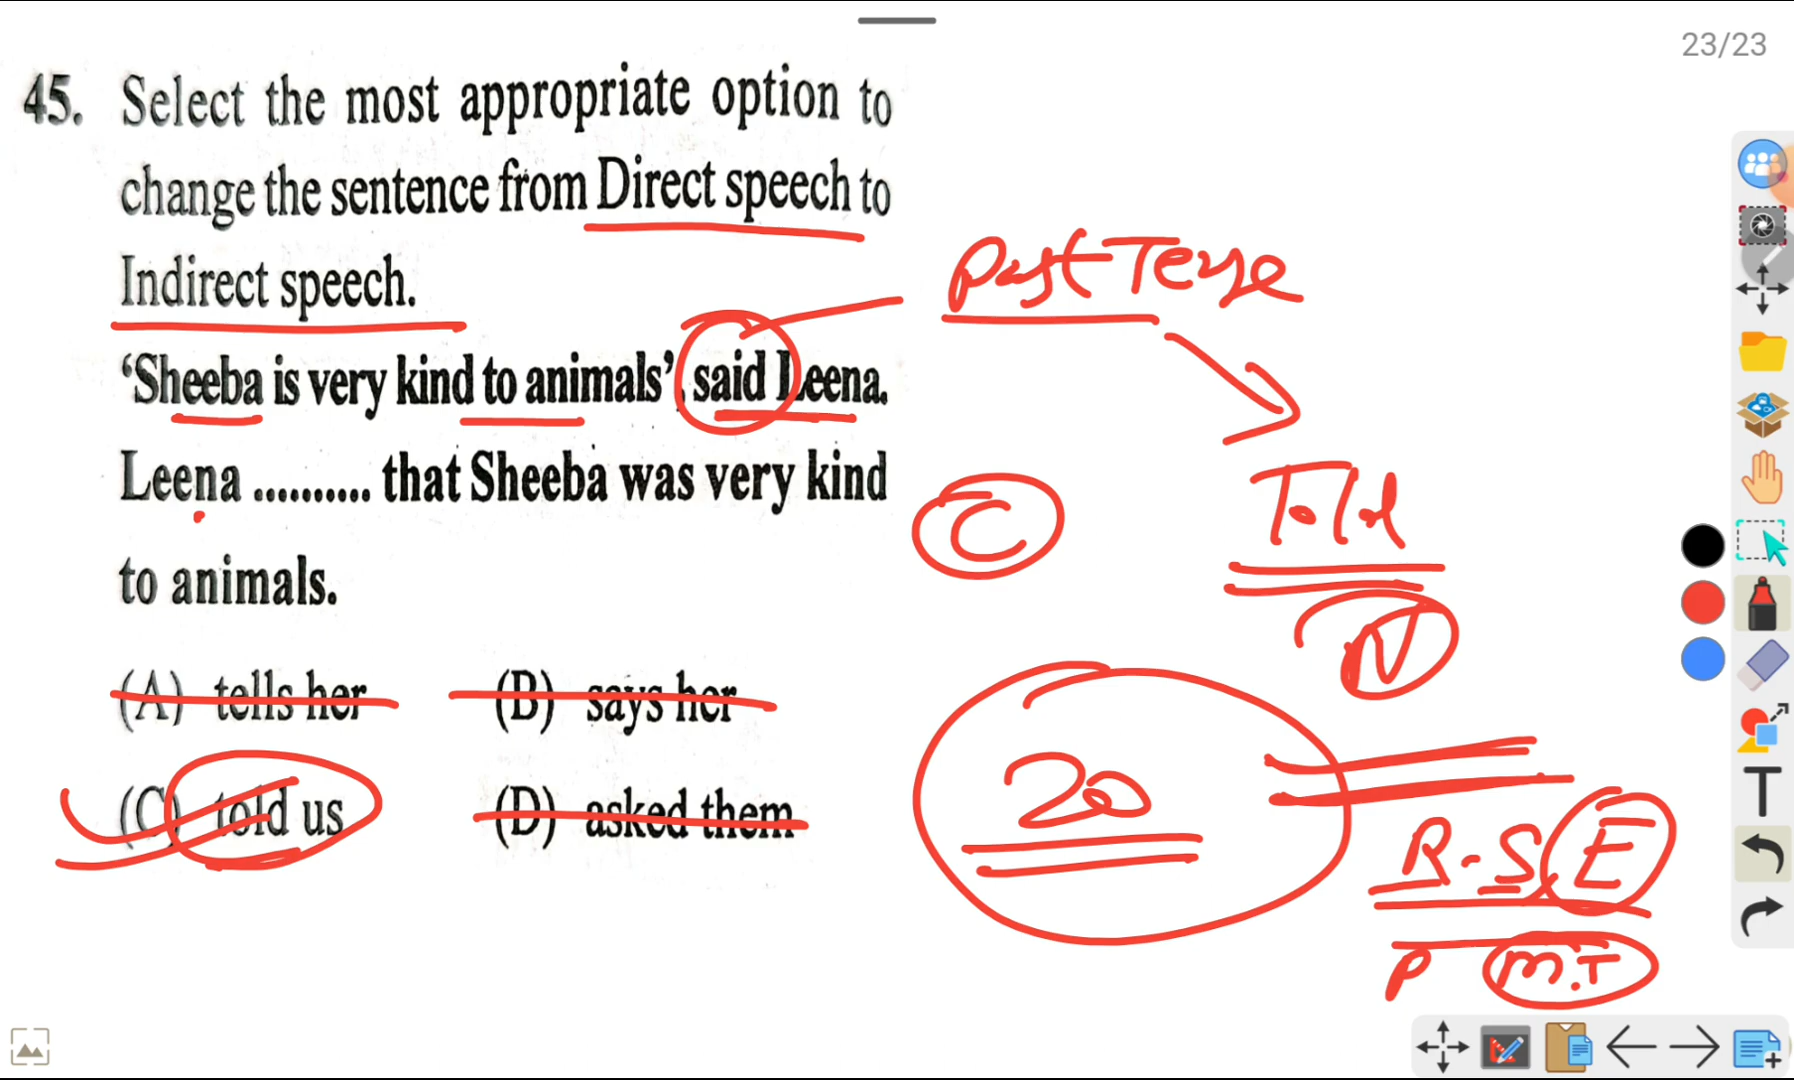 23/23
45. Select the most appropriate option to
change the sentence from Direct speech to
Indirect speech.
‘Sheeba is very kind to animals’, said Leena.
Leena .......... that Sheeba was very kind
to animals.
(A) tells her (B) says her
(C) told us (D) asked them
Past Tense
Told
C
N
20
R.S.E
P M.T
T